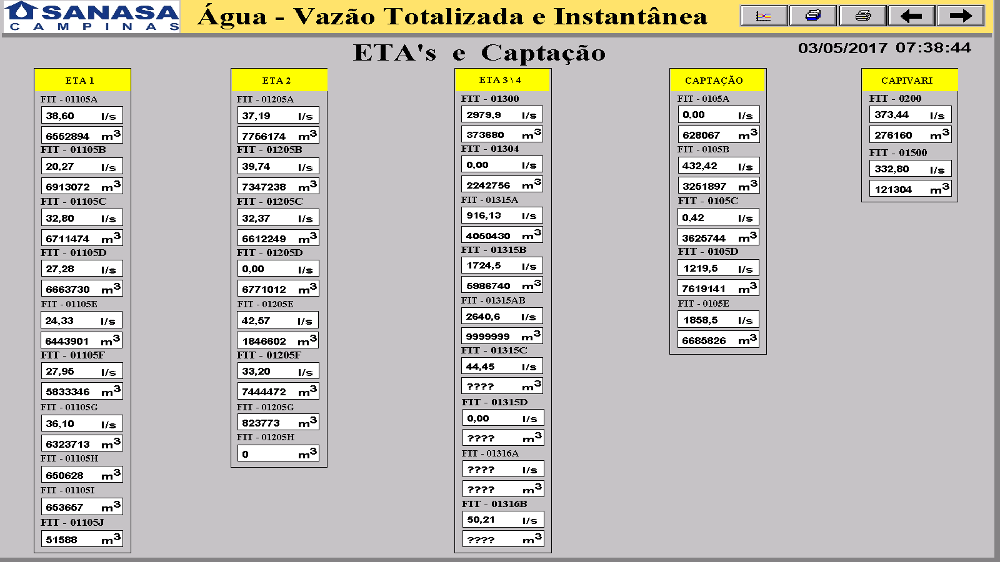 SANASA
CAMPINAS
Água - Vazão Totalizada e Instantânea
ETA's e Captação
03/05/2017 07:38:44
ETA 1
FIT - 01105A
38,60 l/s
6552894 m3
FIT - 01105B
20,27 l/s
6913072 m3
FIT - 01105C
32,80 l/s
6711474 m3
FIT - 01105D
27,28 l/s
6663730 m3
FIT - 01105E
24,33 l/s
6443901 m3
FIT - 01105F
27,95 l/s
5833346 m3
FIT - 01105G
36,10 l/s
6323713 m3
FIT - 01105H
650628 m3
FIT - 01105I
653657 m3
FIT - 01105J
51588 m3
ETA 2
FIT - 01205A
37,19 l/s
7756174 m3
FIT - 01205B
39,74 l/s
7347238 m3
FIT - 01205C
32,37 l/s
6612249 m3
FIT - 01205D
0,00 l/s
6771012 m3
FIT - 01205E
42,57 l/s
1846602 m3
FIT - 01205F
33,20 l/s
7444472 m3
FIT - 01205G
823773 m3
FIT - 01205H
0 m3
ETA 3 \ 4
FIT - 01300
2979,9 l/s
373680 m3
FIT - 01304
0,00 l/s
2242756 m3
FIT - 01315A
916,13 l/s
4050430 m3
FIT - 01315B
1724,5 l/s
5986740 m3
FIT - 01315AB
2640,6 l/s
9999999 m3
FIT - 01315C
44,45 l/s
???? m3
FIT - 01315D
0,00 l/s
???? m3
FIT - 01316A
???? l/s
???? m3
FIT - 01316B
50,21 l/s
???? m3
CAPTAÇÃO
FIT - 0105A
0,00 l/s
628067 m3
FIT - 0105B
432,42 l/s
3251897 m3
FIT - 0105C
0,42 l/s
3625744 m3
FIT - 0105D
1219,5 l/s
7619141 m3
FIT - 0105E
1858,5 l/s
6685826 m3
CAPIVARI
FIT - 0200
373,44 l/s
276160 m3
FIT - 01500
332,80 l/s
121304 m3